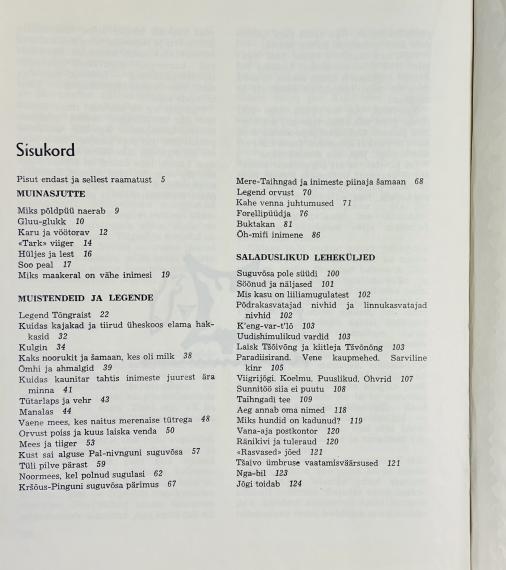 Sisukord
Pisut endast ja sellest raamatust 5
MUINASJUTTE
Miks põldpüü naerab 9
Gluu-glukk 10
Karu ja vöötorav 12
«Tark» viiger 14
Hüljes ja lest 16
Soo peal 17
Miks maakeral on vähe inimesi 19
MUISTENDEID JA LEGENDE
Legend Tõngraist 22
Kuidas kajakad ja tiirud üheskoos elama hak-
kasid 32
Kulgin 34
Kaks noorukit ja šamaan, kes oli milk 38
Omhi ja ahmalgid 39
Kuidas kaunitar tahtis inimeste juurest ära
minna 41
Tütarlaps ja vehr 43
Manalas 44
Vaene mees, kes naitus merenaise tütrega 48
Orvust poiss ja kuus laiska venda 50
Mees ja tiiger 53
Kust sai alguse Pal-nivnguni suguvõsa 57
Tüli pilve pärast 59
Noormees, kel polnud sugulasi 62
Kršõus-Pinguni suguvõsa pärimus 67
Mere-Taihngad ja inimeste piinaja šamaan 68
Legend orvust 70
Kahe venna juhtumused 71
Forellipüüdja 76
Buktakan 81
Õh-mifi inimene 86
SALADUSLIKUD LEHEKÜLJED
Suguvõsa pole süüdi 100
Söönud ja näljased 101
Mis kasu on liiliamugulatest 102
Põdrakasvatajad nivhid ja linnukasvatajad
nivhid 102
K'eng-var-t'lõ 103
Uudishimulikud vardid 103
Laisk Tšõivõng ja kiitleja Tšvõnõng 103
Paradiisirand. Vene kaupmehed. Sarviline
kinr 105
Viigrijõgi, Koelmu, Puuslikud, Ohvrid 107
Sunnitöö siia ei puutu 108
Taihngadi tee 109
Aeg annab oma nimed 118
Miks hundid on kadunud? 119
Vana-aja postkontor 120
Ränikivi ja tuleraud 120
«Rasvased» jõed 121
Tšaivo ümbruse vaatamisväärsused 121
Nga-bil 123
Jõgi toidab 124